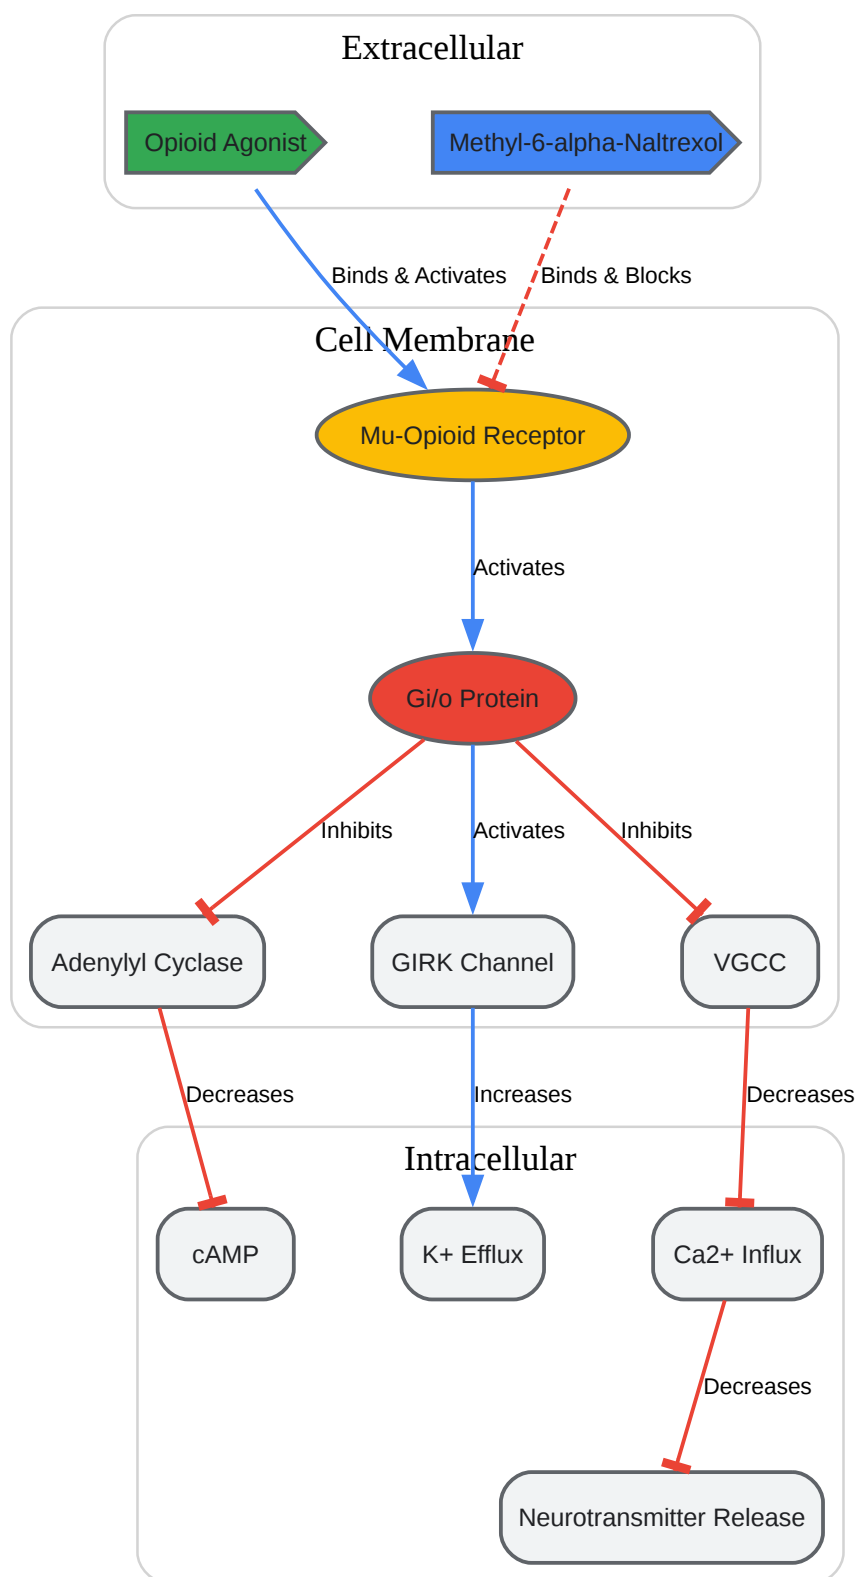 Extracellular
Opioid Agonist
Methyl-6-alpha-Naltrexol
Binds & Activates
Binds & Blocks
Cell Membrane
Mu-Opioid Receptor
Activates
Gi/o Protein
Inhibits
Activates
Inhibits
Adenylyl Cyclase
GIRK Channel
VGCC
Decreases
Increases
Decreases
Intracellular
cAMP
K+ Efflux
Ca2+ Influx
Decreases
Neurotransmitter Release